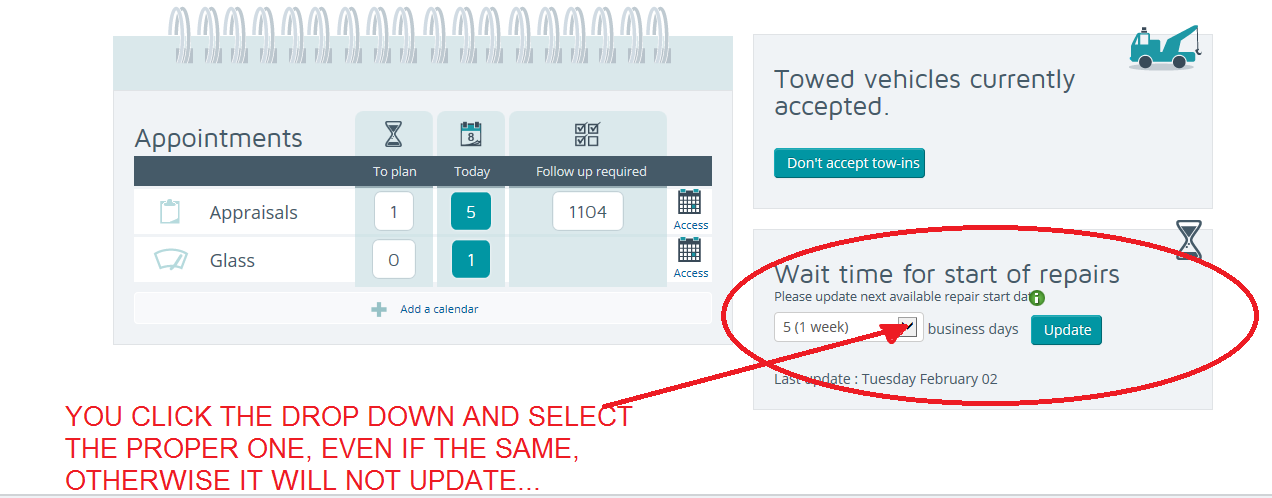 Appointments
8
To plan
Today
Follow up required
Appraisals
1
5
1104
Access
Glass
0
1
Access
Add a calendar
Towed vehicles currently
accepted.
Don't accept tow-ins
Wait time for start of repairs
Please update next available repair start
5 (1 week)
business days
Update
Last update : Tuesday February 02
YOU CLICK THE DROP DOWN AND SELECT
THE PROPER ONE, EVEN IF THE SAME,
OTHERWISE IT WILL NOT UPDATE...